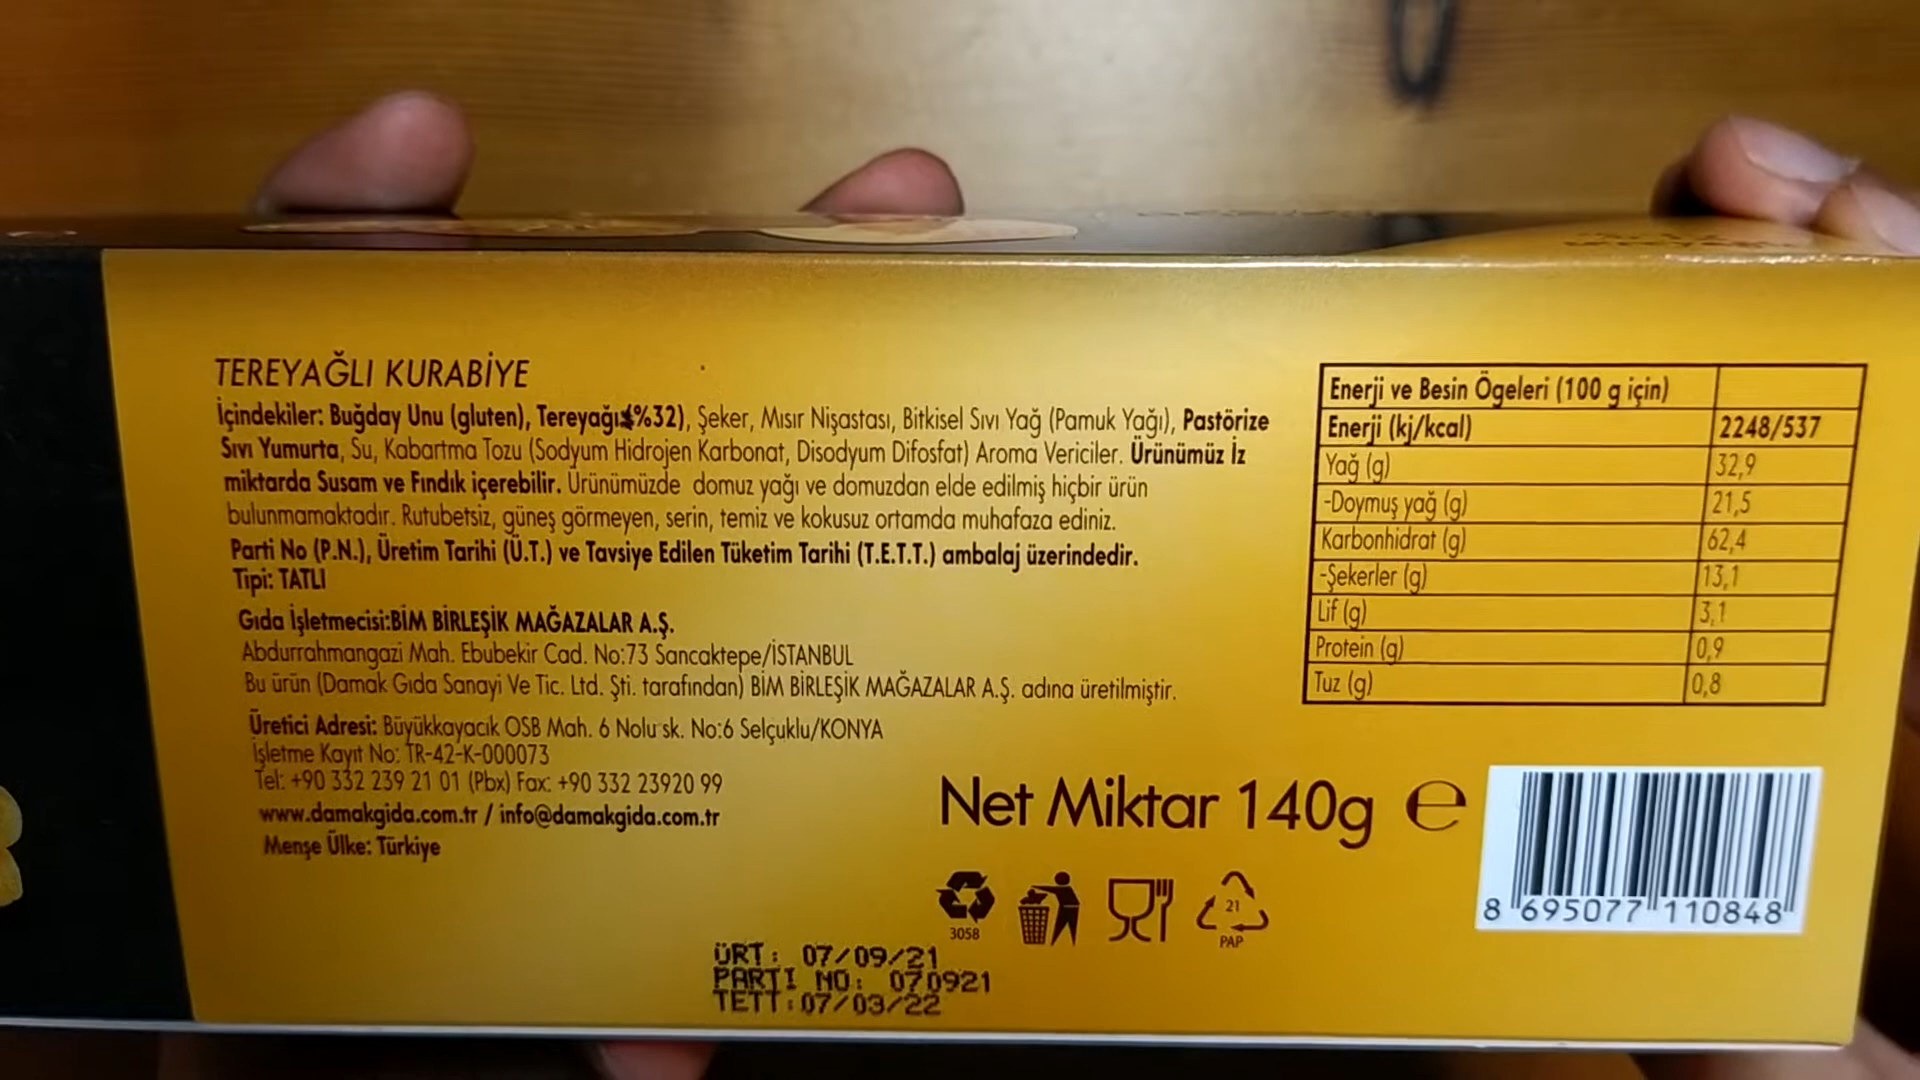 TEREYAĞLI KURABİYE
İçindekiler: Buğday Unu (gluten), Tereyağı(%32), Şeker, Mısır Nişastası, Bitkisel Sıvı Yağ (Pamuk Yağı), Pastörize
Sıvı Yumurta, Su, Kabartma Tozu (Sodyum Hidrojen Karbonat, Disodyum Difosfat) Aroma Vericiler. Ürünümüz İz
miktarda Susam ve Fındık içerebilir. Ürünümüzde domuz yağı ve domuzdan elde edilmiş hiçbir ürün
bulunmamaktadır. Rutubetsiz, güneş görmeyen, serin, temiz ve kokusuz ortamda muhafaza ediniz.
Parti No (P.N.), Üretim Tarihi (Ü.T.) ve Tavsiye Edilen Tüketim Tarihi (T.E.T.T.) ambalaj üzerindedir.
Tipi: TATLI
Gıda İşletmecisi:BİM BİRLEŞİK MAĞAZALAR A.Ş.
Abdurrahmangazi Mah. Ebubekir Cad. No:73 Sancaktepe/İSTANBUL
Bu ürün (Damak Gıda Sanayi Ve Tic. Ltd. Şti. tarafından) BİM BİRLEŞİK MAĞAZALAR A.Ş. adına üretilmiştir.
Üretici Adresi: Büyükkayacık OSB Mah. 6 Nolu sk. No:6 Selçuklu/KONYA
İşletme Kayıt No: TR-42-K-000073
Tel: +90 332 239 21 01 (Pbx) Fax: +90 332 23920 99
www.damakgida.com.tr / info@damakgida.com.tr
Menşe Ülke: Türkiye
Enerji ve Besin Ögeleri (100 g için)
Enerji (kj/kcal) 2248/537
Yağ (g) 32,9
-Doymuş yağ (g) 21,5
Karbonhidrat (g) 62,4
-Şekerler (g) 13,1
Lif (g) 3,1
Protein (g) 0,9
Tuz (g) 0,8
Net Miktar 140g e
3058
21
PAP
8 695077 110848
ÜRT: 07/09/21
PARTI NO: 070921
TETT:07/03/22